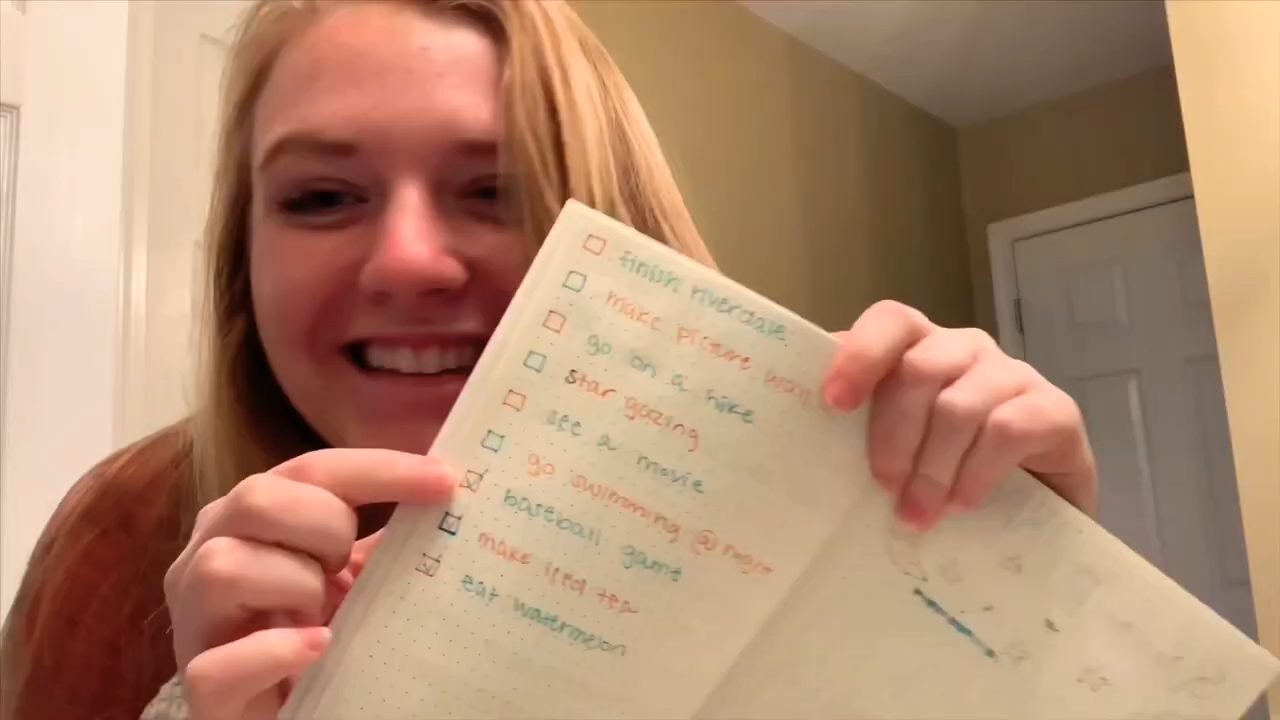 finish riverdale
make picture
go on a hike
star gazing
see a movie
go swimming @ night
baseball game
make iced tea
eat watermelon